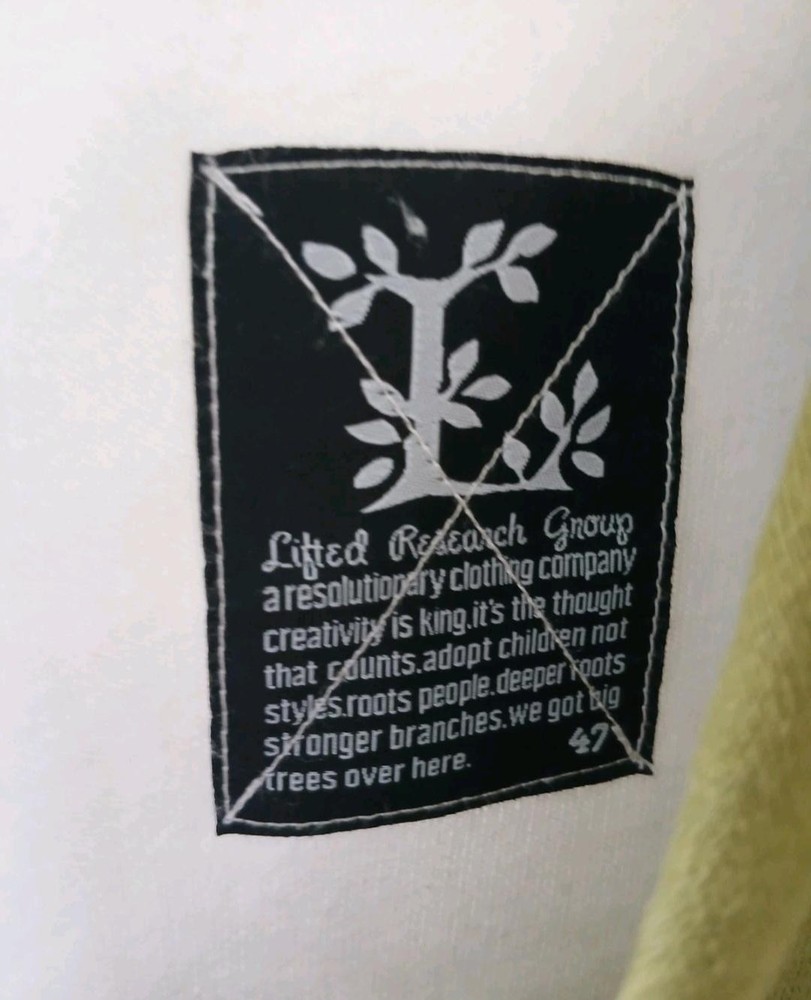 Lifted Research Group
a resolutionary clothing company
creativity is king.it's the thought
that counts.adopt children not
styles.roots people.deeper roots
stronger branches.we got big
trees over here.
47